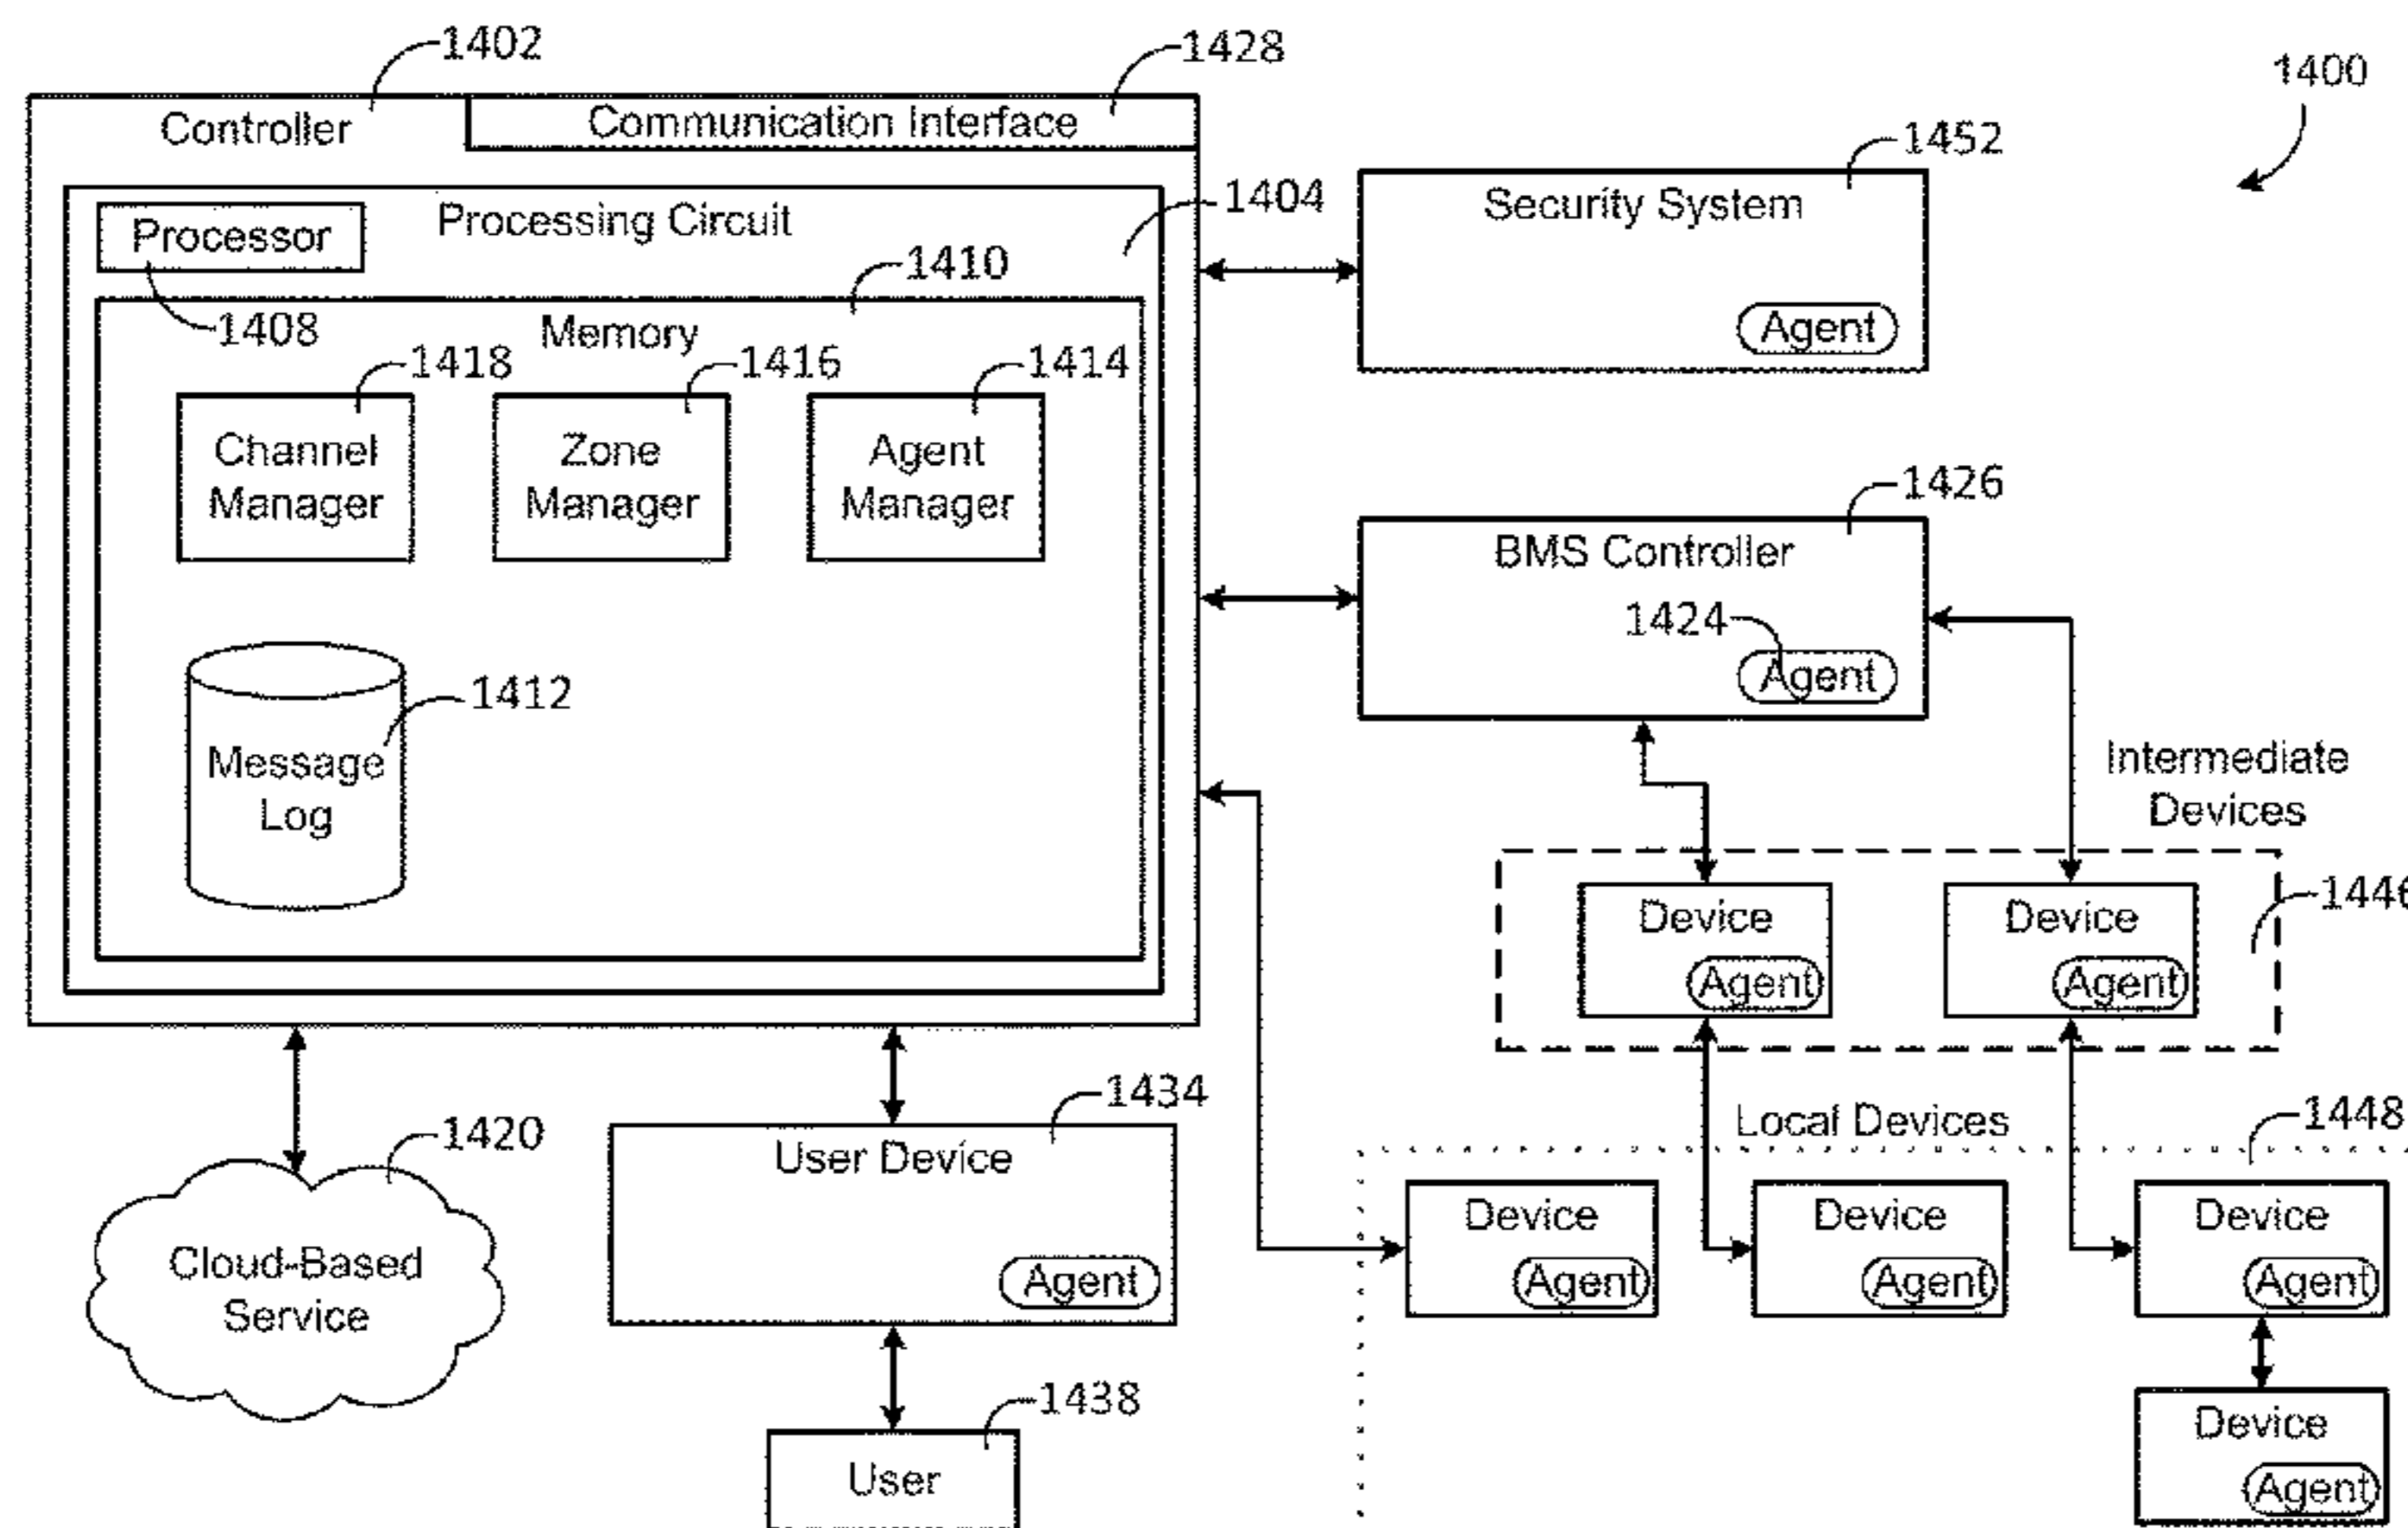 1402
1428
1400
Controller
Communication Interface
1452
Security System
Agent
Processing Circuit
1404
Processor
1408
1410
Memory
1418
1416
1414
Channel
Manager
Zone
Manager
Agent
Manager
1426
BMS Controller
1424
Agent
1412
Message
Log
Intermediate
Devices
1446
Device
Agent
Device
Agent
1420
Cloud-Based
Service
1434
User Device
Agent
1438
User
Local Devices
1448
Device
Agent
Device
Agent
Device
Agent
Device
Agent